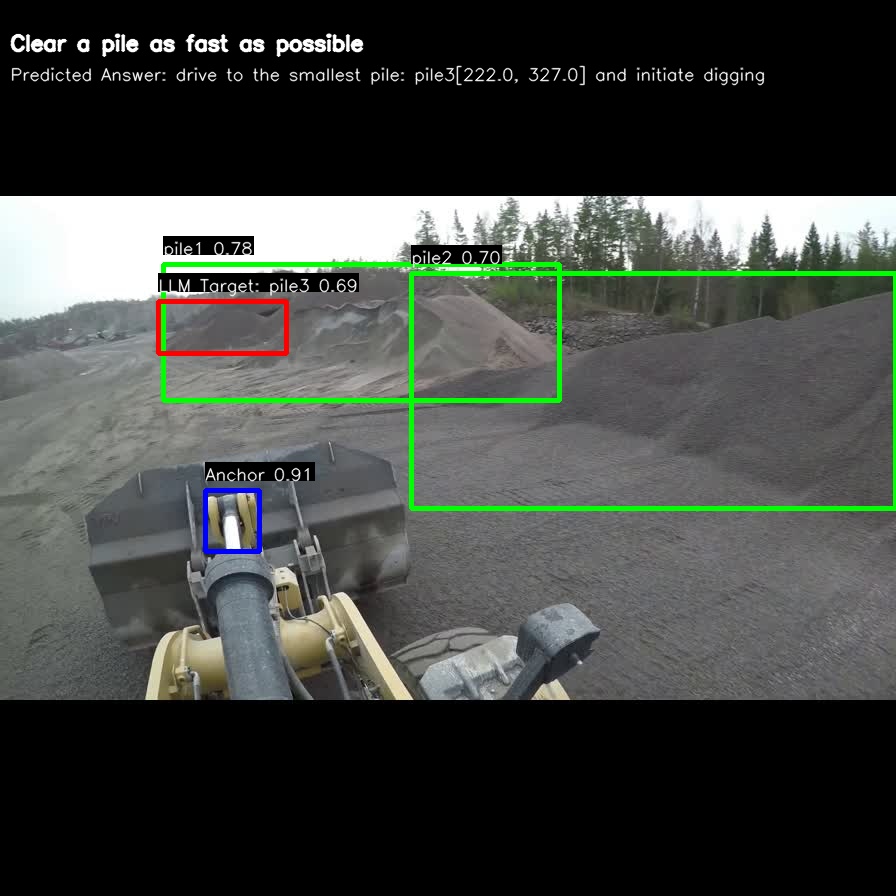 Clear a pile as fast as possible
Predicted Answer: drive to the smallest pile: pile3[222.0, 327.0] and initiate digging
pile1 0.78
pile2 0.70
LLM Target: pile3 0.69
Anchor 0.91